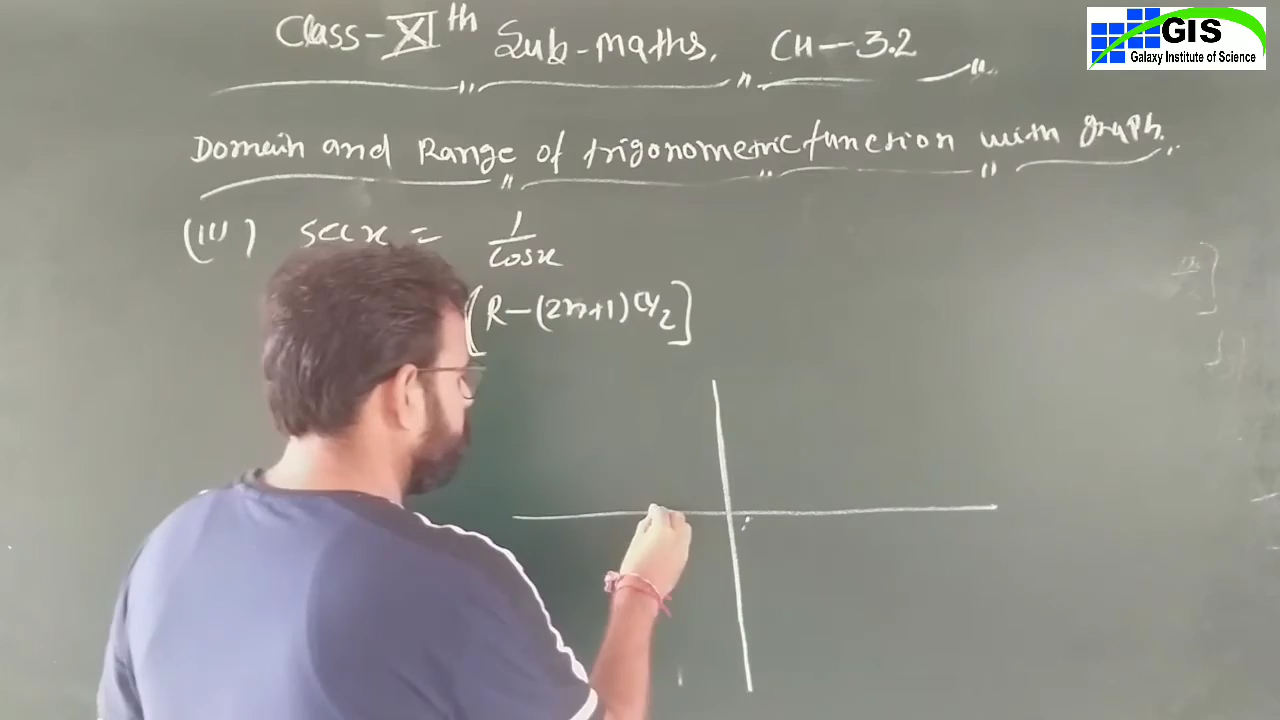 Class-XIth Sub-Maths. CH-3.2
GIS
Galaxy Institute of Science
Domain and Range of trigonometric function with graph.
(III) secx = 1/cosx
[R-(2n+1)π/2]